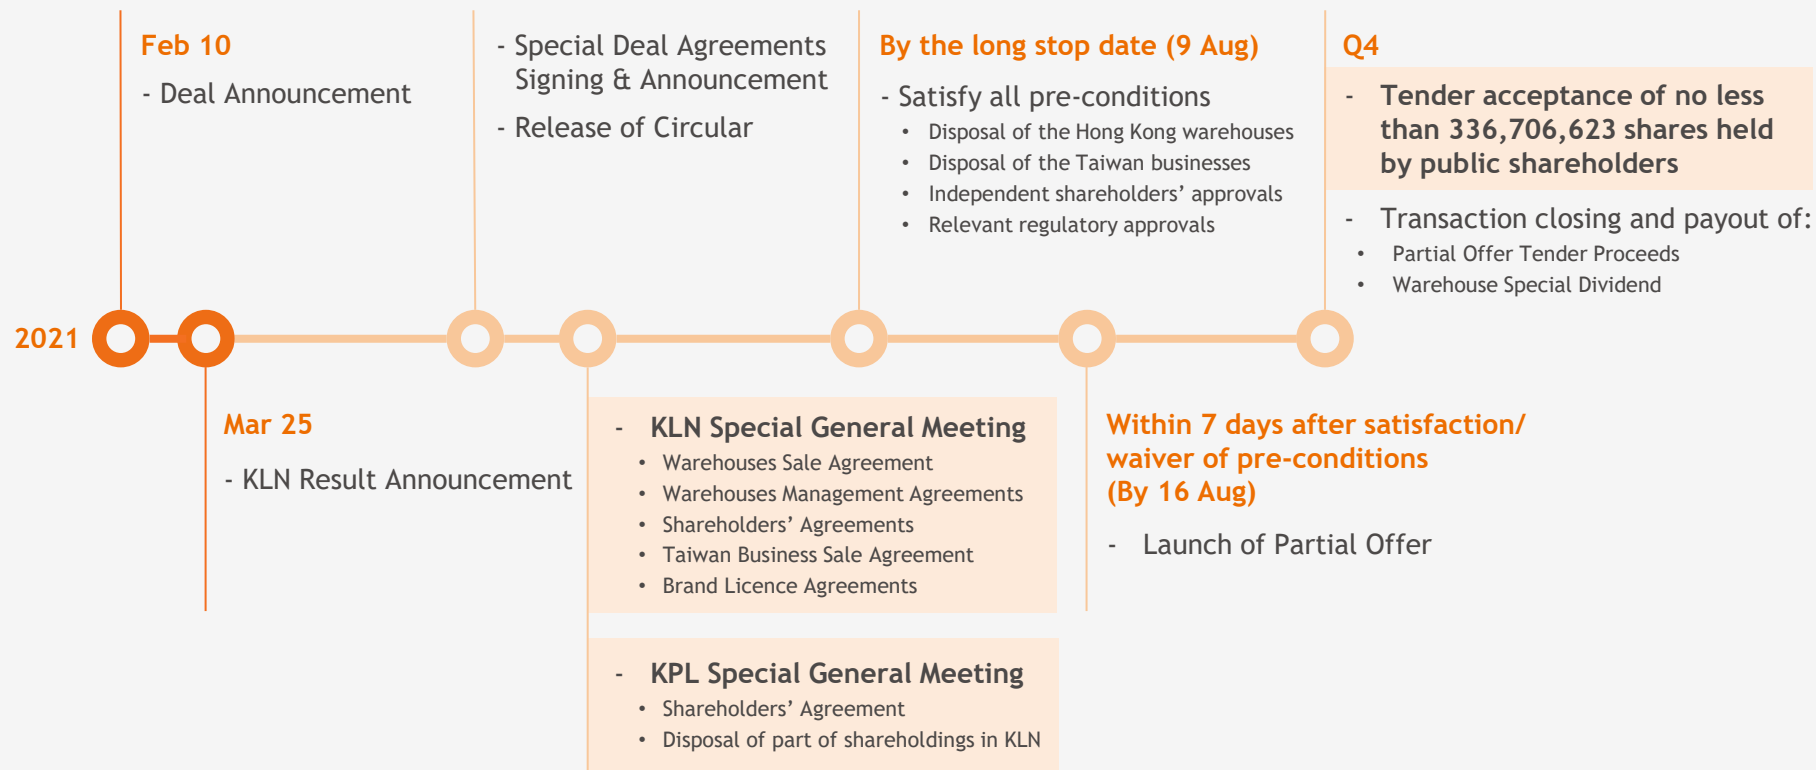 Feb 10
- Deal Announcement
- Special Deal Agreements
Signing & Announcement
- Release of Circular
By the long stop date (9 Aug)
- Satisfy all pre-conditions
• Disposal of the Hong Kong warehouses
• Disposal of the Taiwan businesses
• Independent shareholders’ approvals
• Relevant regulatory approvals
Q4
- Tender acceptance of no less
than 336,706,623 shares held
by public shareholders
- Transaction closing and payout of:
• Partial Offer Tender Proceeds
• Warehouse Special Dividend
2021
Mar 25
- KLN Result Announcement
- KLN Special General Meeting
• Warehouses Sale Agreement
• Warehouses Management Agreements
• Shareholders’ Agreements
• Taiwan Business Sale Agreement
• Brand Licence Agreements
- KPL Special General Meeting
• Shareholders’ Agreement
• Disposal of part of shareholdings in KLN
Within 7 days after satisfaction/
waiver of pre-conditions
(By 16 Aug)
- Launch of Partial Offer